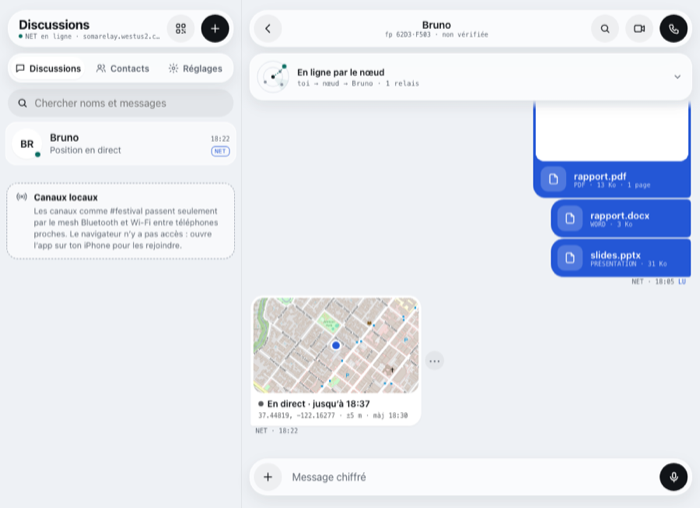 Discussions
NET en ligne · somarelay.westus2.c…
Discussions
Contacts
Réglages
Chercher noms et messages
BR
Bruno
18:22
Position en direct
NET
Canaux locaux
Les canaux comme #festival passent seulement
par le mesh Bluetooth et Wi-Fi entre téléphones
proches. Le navigateur n'y a pas accès : ouvre
l'app sur ton iPhone pour les rejoindre.
Bruno
fp 62D3·F503 · non vérifiée
En ligne par le nœud
toi → nœud → Bruno · 1 relais
rapport.pdf
PDF · 13 Ko · 1 page
rapport.docx
WORD · 3 Ko
slides.pptx
PRÉSENTATION · 31 Ko
NET · 18:05 LU
En direct · jusqu'à 18:37
37.44819, -122.16277 · ±5 m · màj 18:30
NET · 18:22
Message chiffré